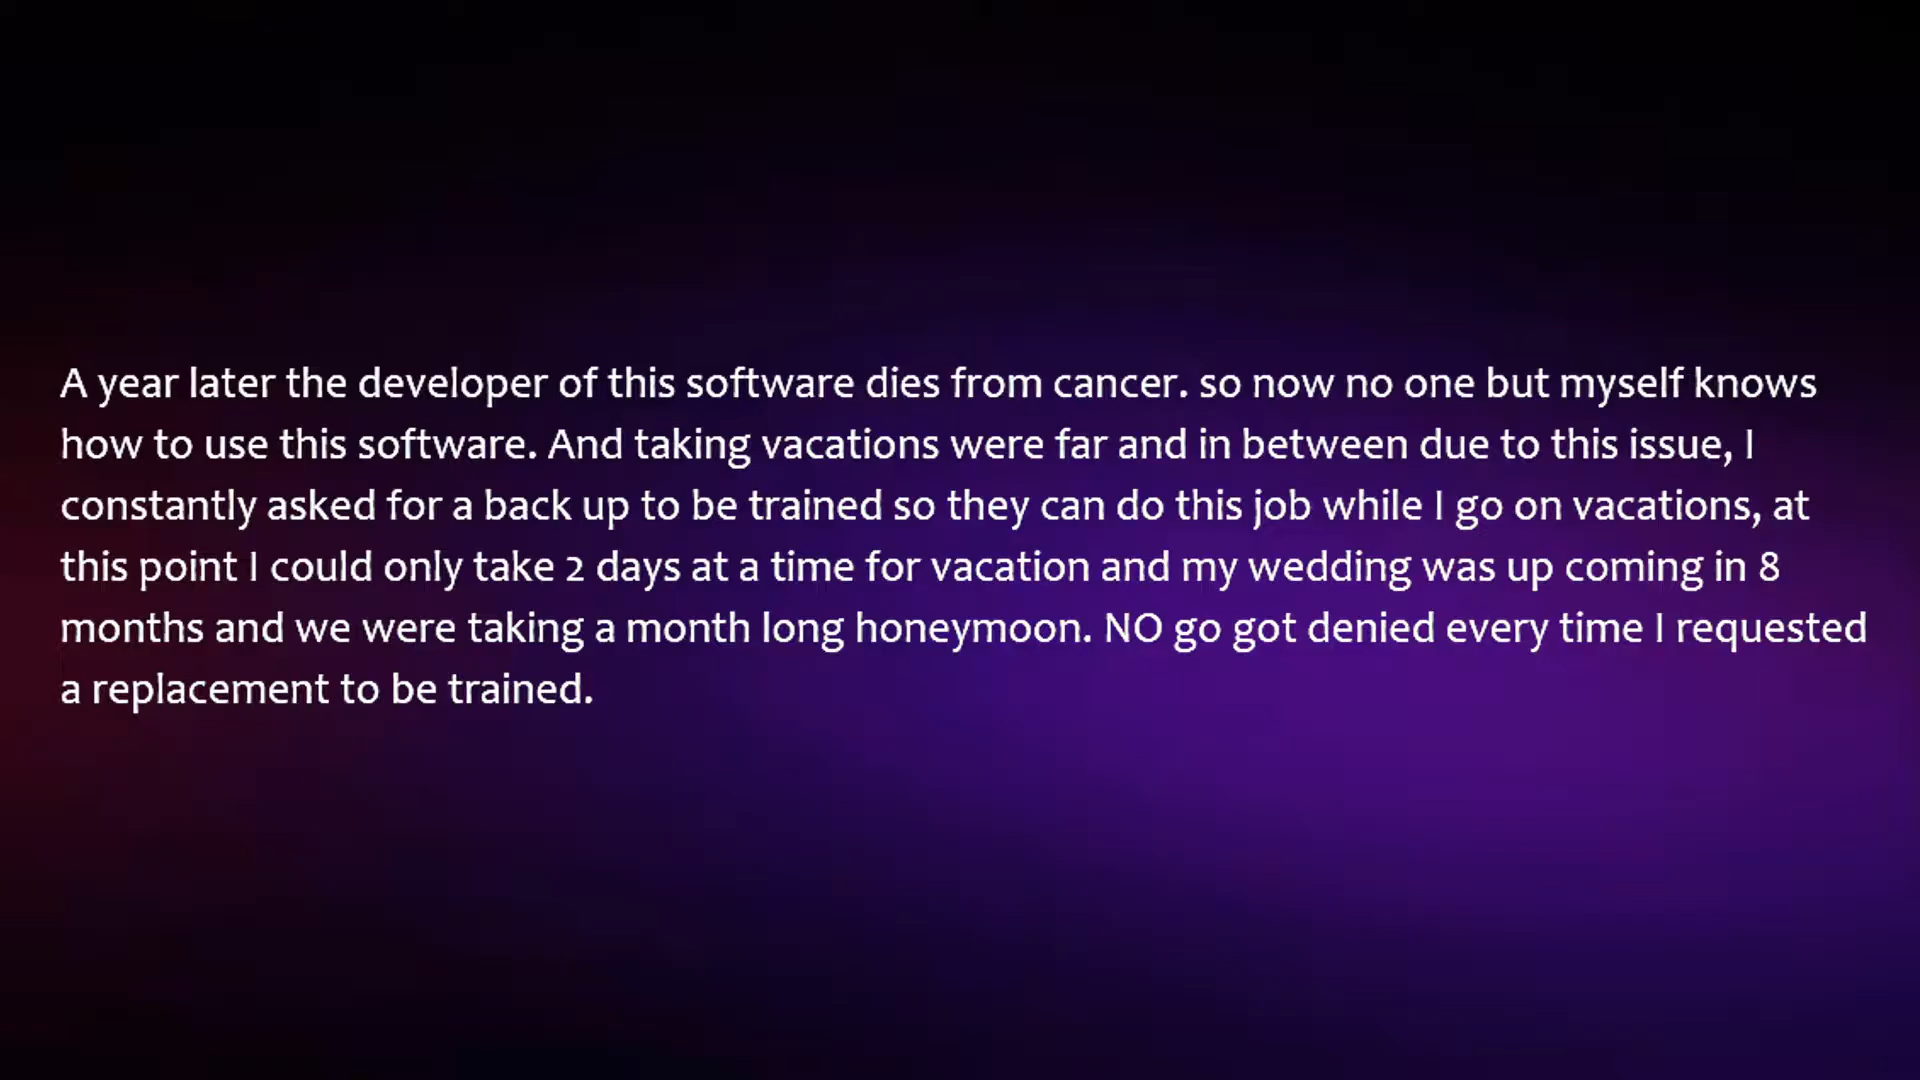 A year later the developer of this software dies from cancer. so now no one but myself knows
how to use this software. And taking vacations were far and in between due to this issue, I
constantly asked for a back up to be trained so they can do this job while I go on vacations, at
this point I could only take 2 days at a time for vacation and my wedding was up coming in 8
months and we were taking a month long honeymoon. NO go got denied every time I requested
a replacement to be trained.